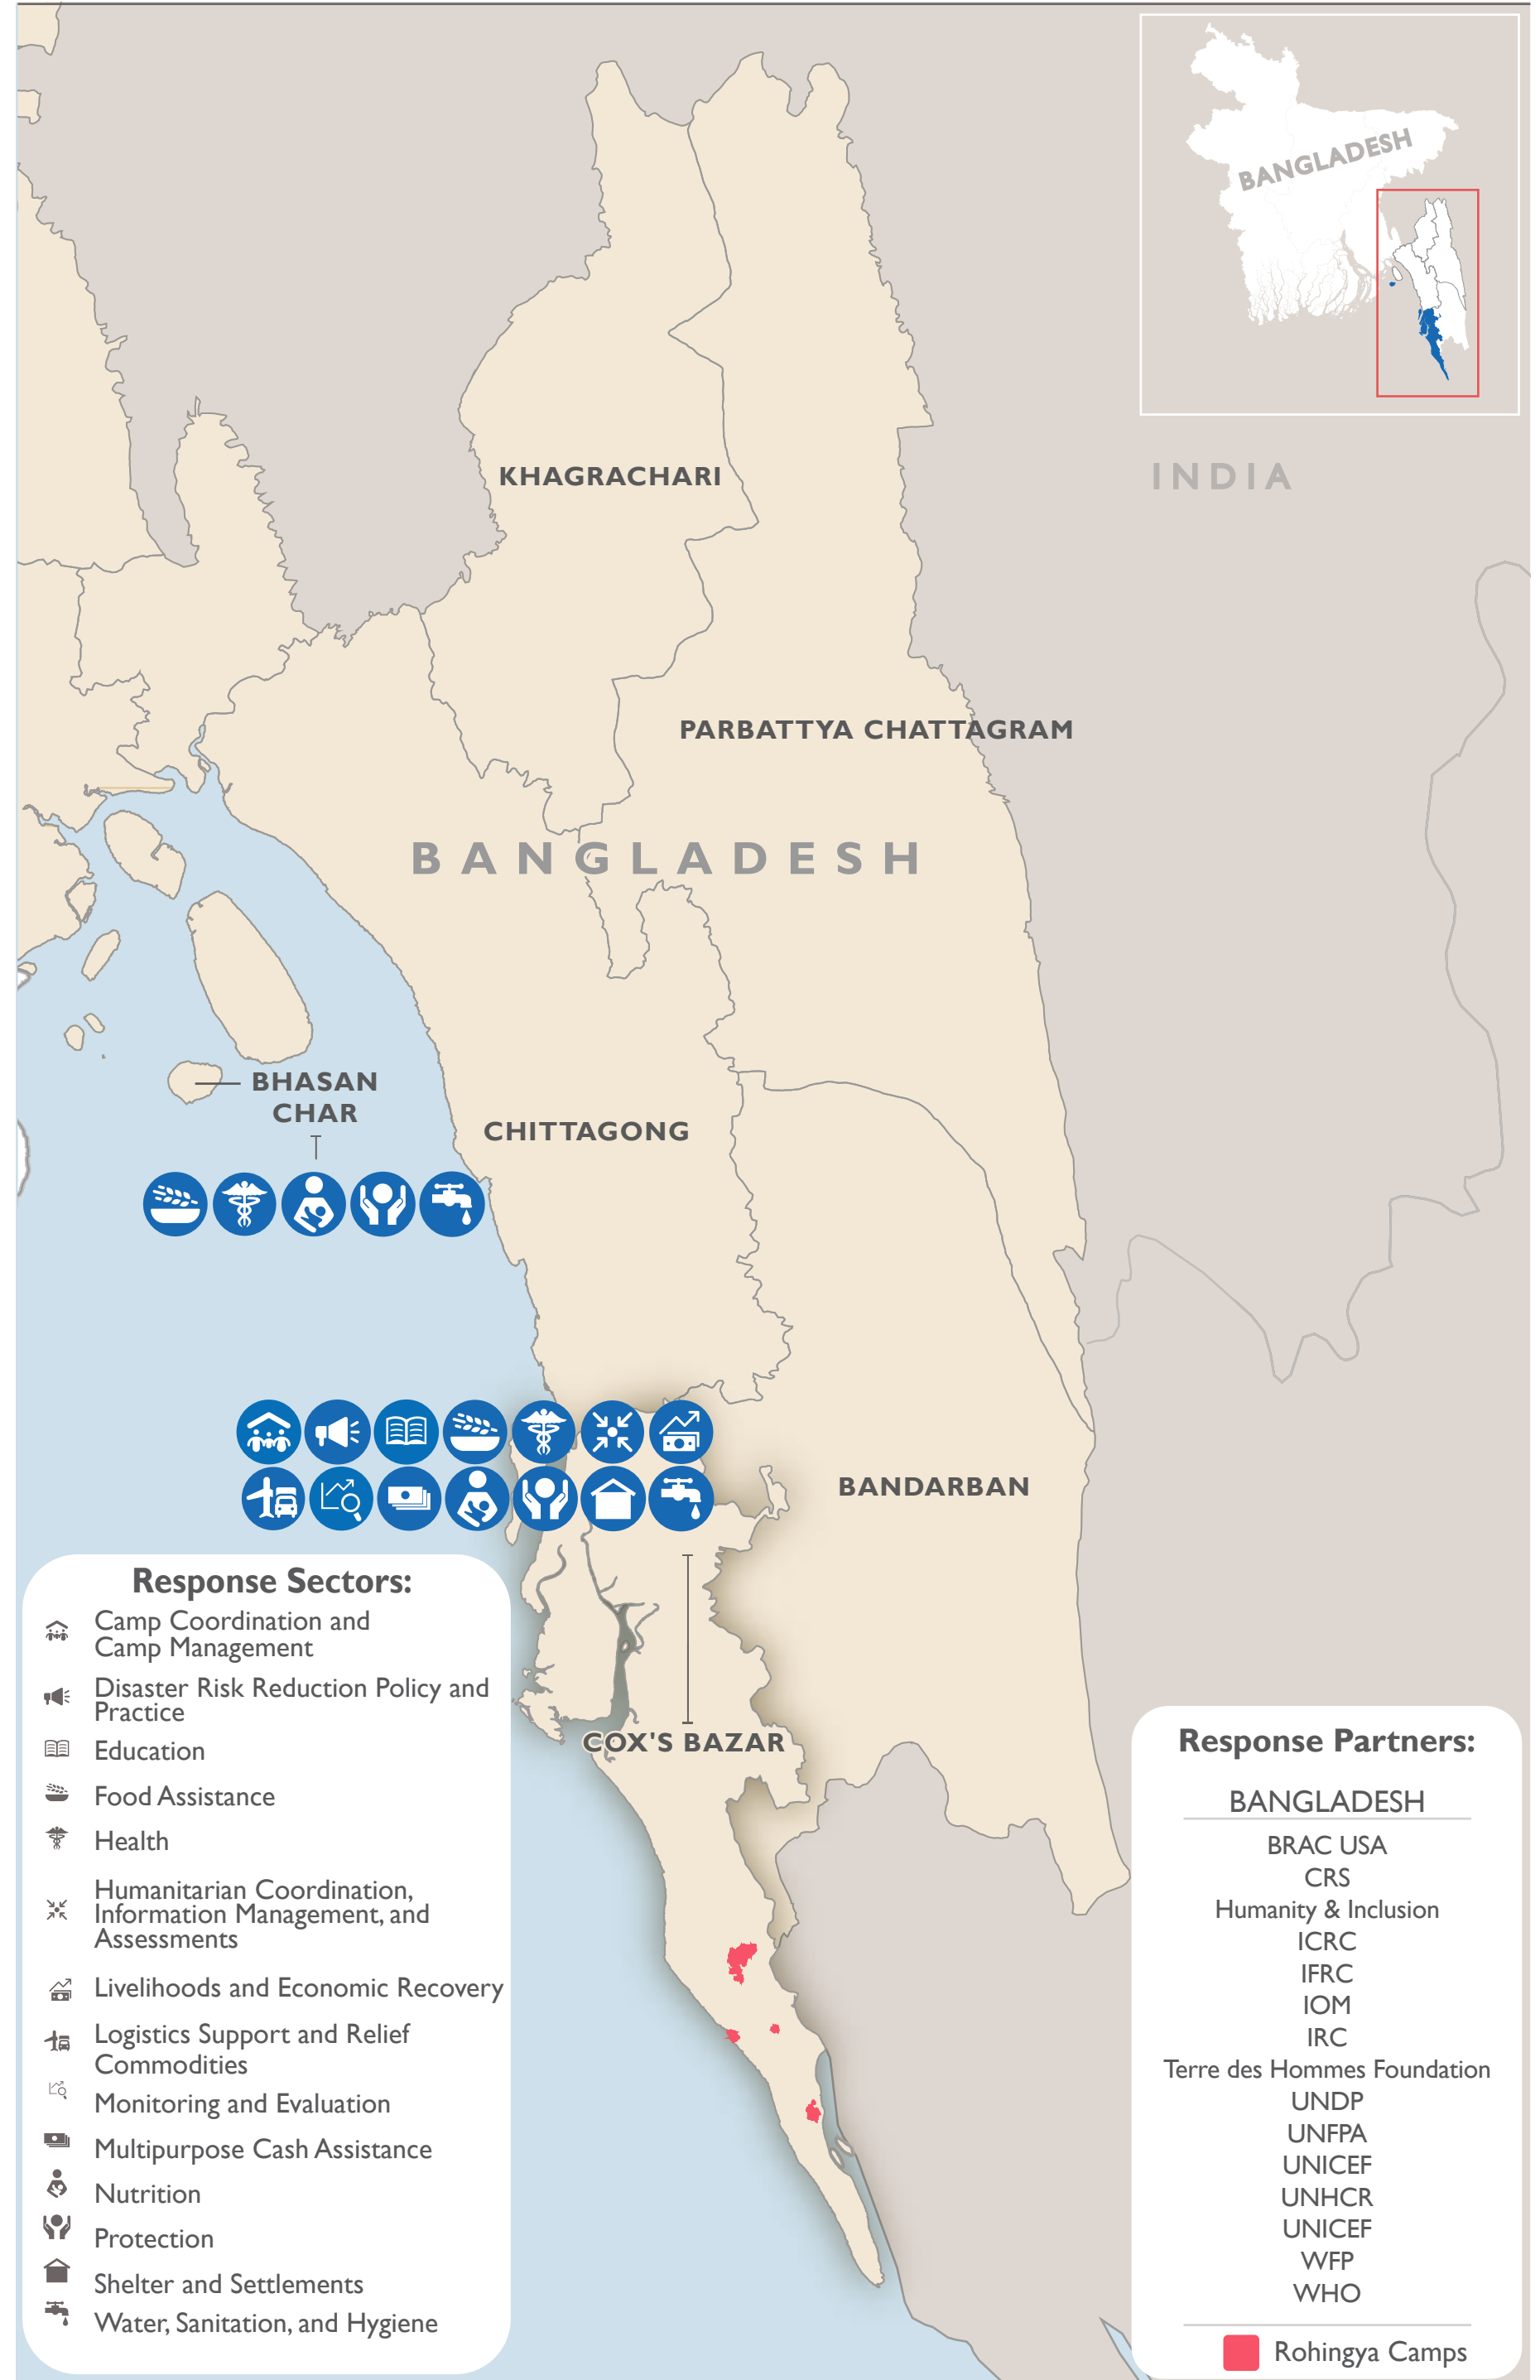 BANGLADESH
INDIA
KHAGRACHARI
PARBATTYA CHATTAGRAM
BANGLADESH
BHASAN
CHAR
CHITTAGONG
BANDARBAN
COX'S BAZAR
Response Sectors:
Camp Coordination and
Camp Management
Disaster Risk Reduction Policy and
Practice
Education
Food Assistance
Health
Humanitarian Coordination,
Information Management, and
Assessments
Livelihoods and Economic Recovery
Logistics Support and Relief
Commodities
Monitoring and Evaluation
Multipurpose Cash Assistance
Nutrition
Protection
Shelter and Settlements
Water, Sanitation, and Hygiene
Response Partners:
BANGLADESH
BRAC USA
CRS
Humanity & Inclusion
ICRC
IFRC
IOM
IRC
Terre des Hommes Foundation
UNDP
UNFPA
UNICEF
UNHCR
UNICEF
WFP
WHO
Rohingya Camps